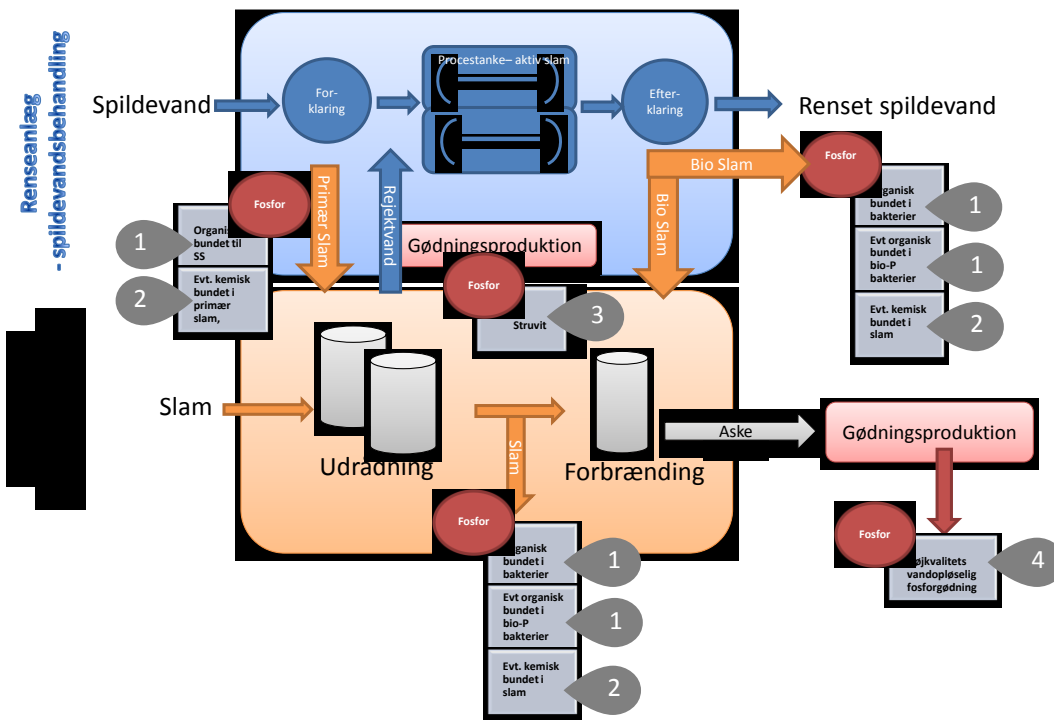 Renseanlæg
- spildevandsbehandling
Spildevand
For-
klaring
Procestanke– aktiv slam
Efter-
klaring
Renset spildevand
Bio Slam
Fosfor
Organisk
bundet i
bakterier
1
Evt organisk
bundet i
bio-P
bakterier
1
Evt. kemisk
bundet i
slam
2
Primær Slam
Rejektvand
Bio Slam
Fosfor
1
bundet til
SS
2
Evt. kemisk
bundet i
primær
slam,
Gødningsproduktion
Fosfor
Struvit
3
Slam
Udrådning
Slam
Forbrænding
Aske
Gødningsproduktion
Fosfor
vandopløselig
fosforgødning
4
Fosfor
bundet i
bakterier
1
Evt organisk
bundet i
bio-P
bakterier
1
Evt. kemisk
bundet i
slam
2